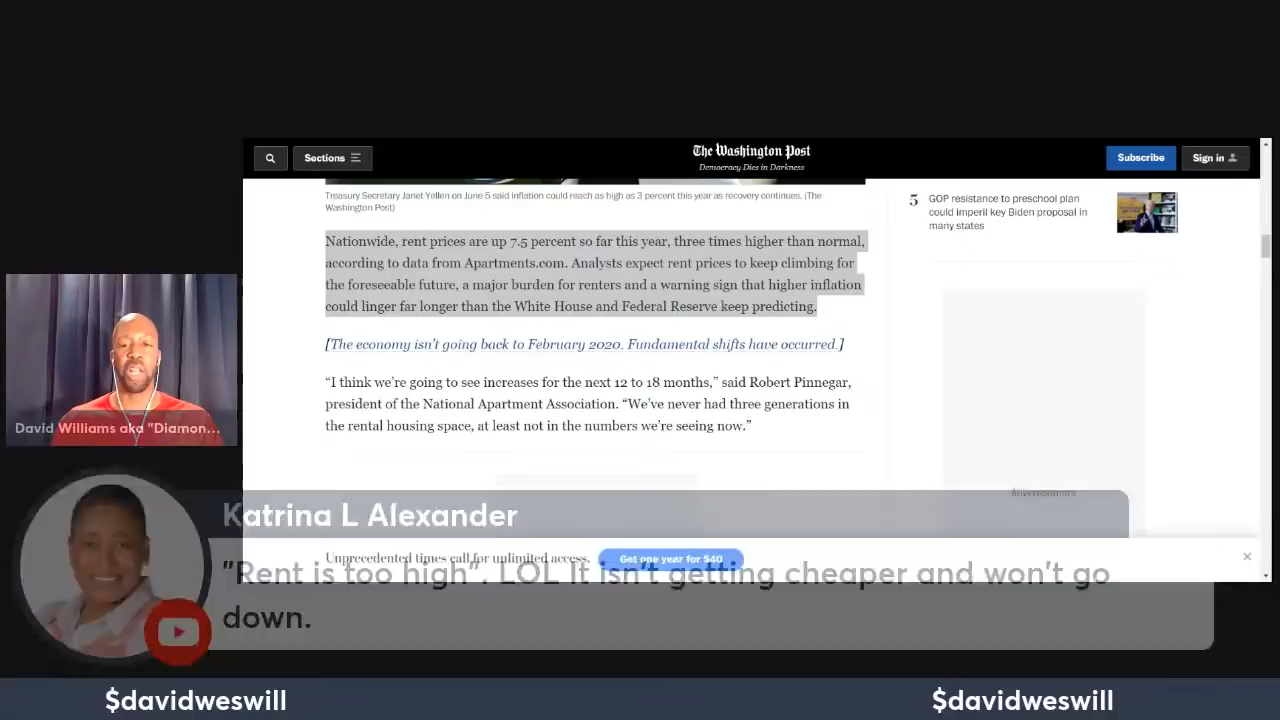 Sections
The Washington Post
Democracy Dies in Darkness
Subscribe
Sign in
Treasury Secretary Janet Yellen on June 5 said inflation could reach as high as 3 percent this year as recovery continues. (The
Washington Post)
5
GOP resistance to preschool plan
could imperil key Biden proposal in
many states
Nationwide, rent prices are up 7.5 percent so far this year, three times higher than normal,
according to data from Apartments.com. Analysts expect rent prices to keep climbing for
the foreseeable future, a major burden for renters and a warning sign that higher inflation
could linger far longer than the White House and Federal Reserve keep predicting.
[The economy isn't going back to February 2020. Fundamental shifts have occurred.]
“I think we're going to see increases for the next 12 to 18 months,” said Robert Pinnegar,
president of the National Apartment Association. “We've never had three generations in
the rental housing space, at least not in the numbers we're seeing now.”
David Williams aka "Diamon...
Advertisement
Katrina L Alexander
Unprecedented times call for unlimited access.
Get one year for $40
"Rent is too high". LOL It isn't getting cheaper and won't go
down.
$davidweswill
$davidweswill